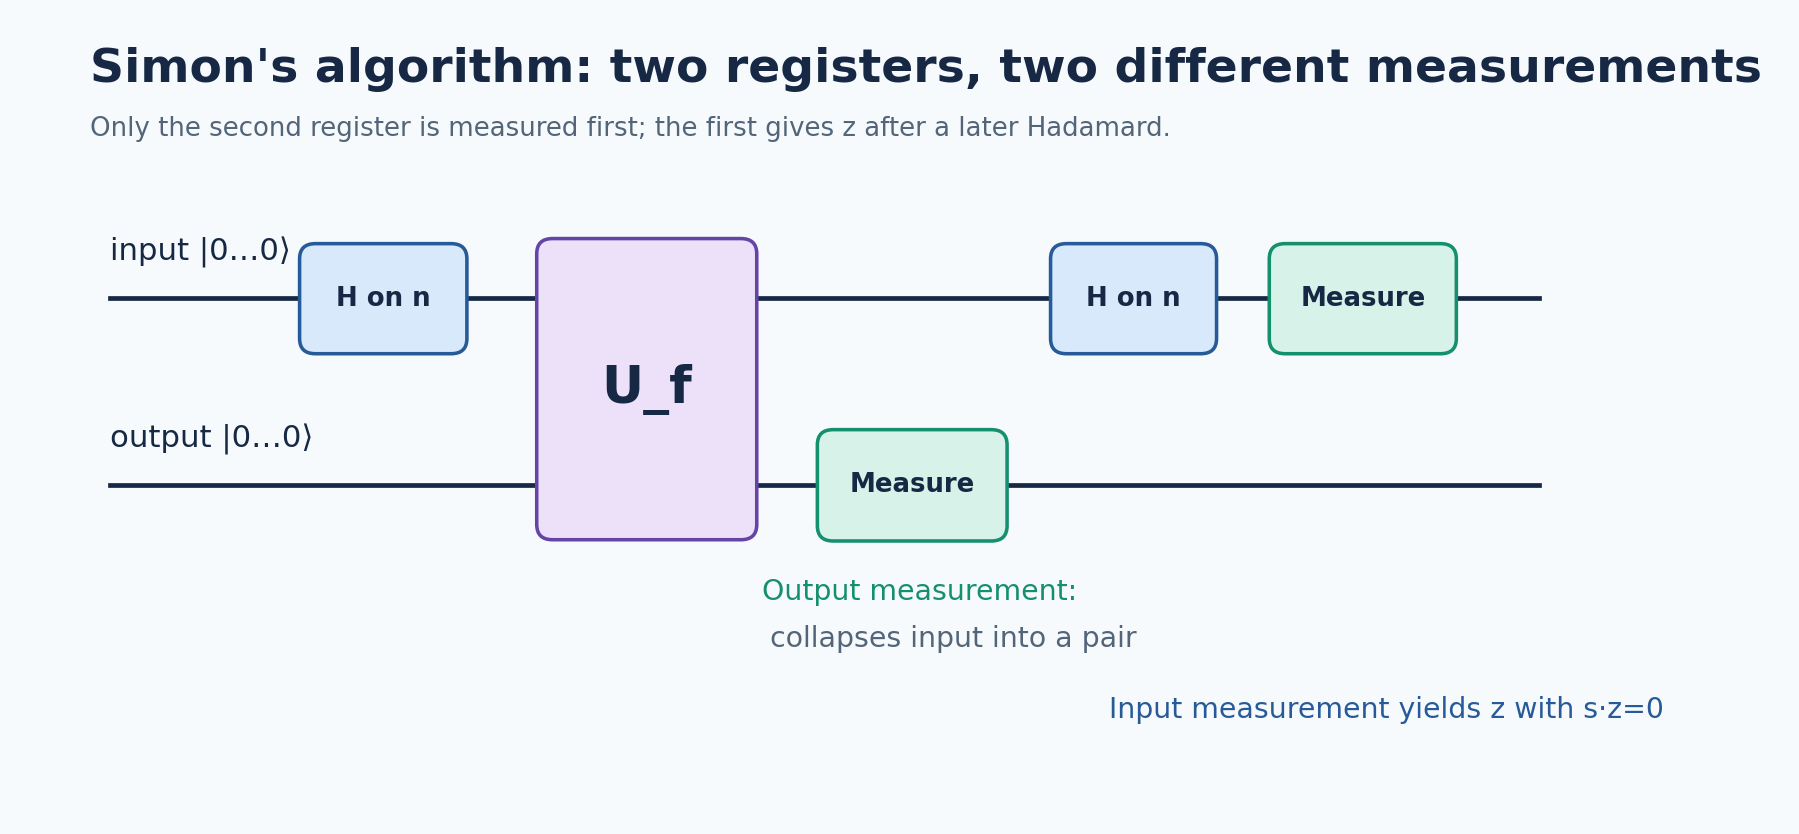 Simon's algorithm: two registers, two different measurements
Only the second register is measured first; the first gives z after a later Hadamard.
input |0…0⟩
H on n
H on n
Measure
U_f
output |0…0⟩
Measure
Output measurement:
collapses input into a pair
Input measurement yields z with s·z=0